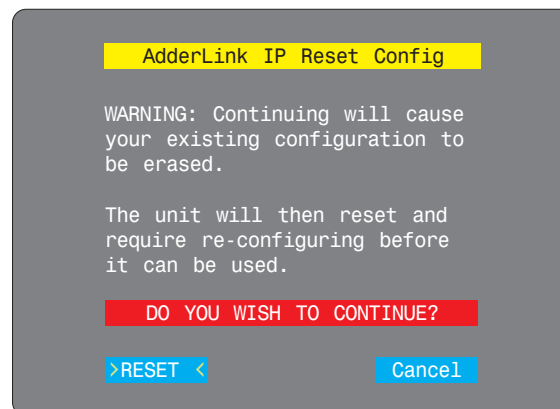 AdderLink IP Reset Config
WARNING: Continuing will cause
your existing configuration to
be erased.
The unit will then reset and
require re-configuring before
it can be used.
DO YOU WISH TO CONTINUE?
>RESET < Cancel